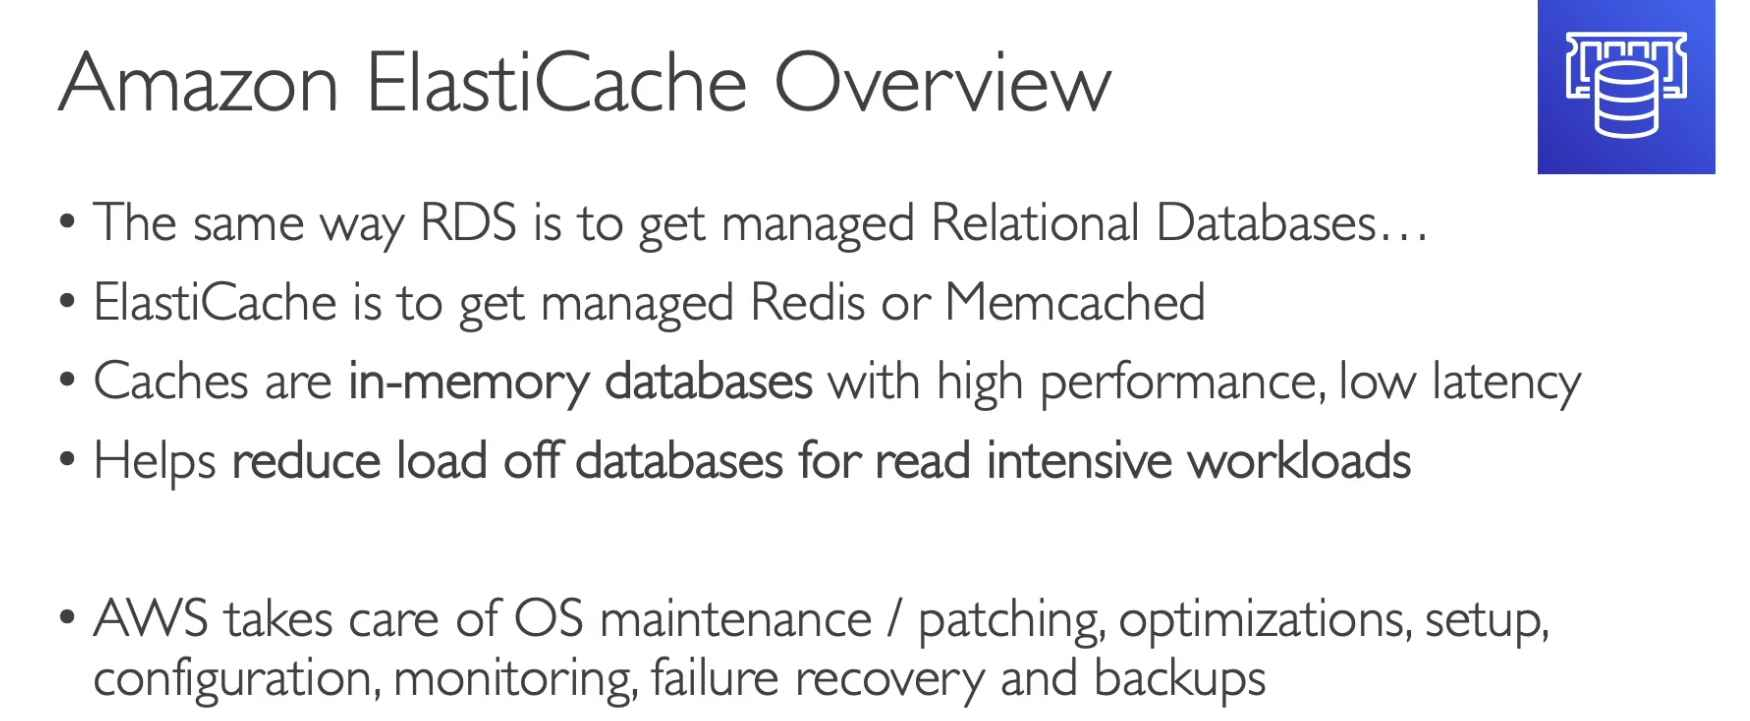 Amazon ElastiCache Overview
• The same way RDS is to get managed Relational Databases…
• ElastiCache is to get managed Redis or Memcached
• Caches are in-memory databases with high performance, low latency
• Helps reduce load off databases for read intensive workloads
• AWS takes care of OS maintenance / patching, optimizations, setup,
configuration, monitoring, failure recovery and backups